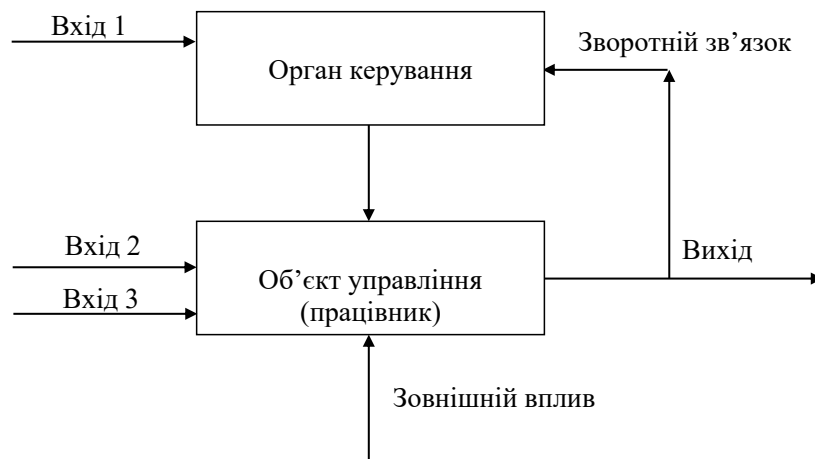 Вхід 1
Орган керування
Зворотній зв’язок
Вхід 2
Вхід 3
Об’єкт управління
(працівник)
Вихід
Зовнішній вплив